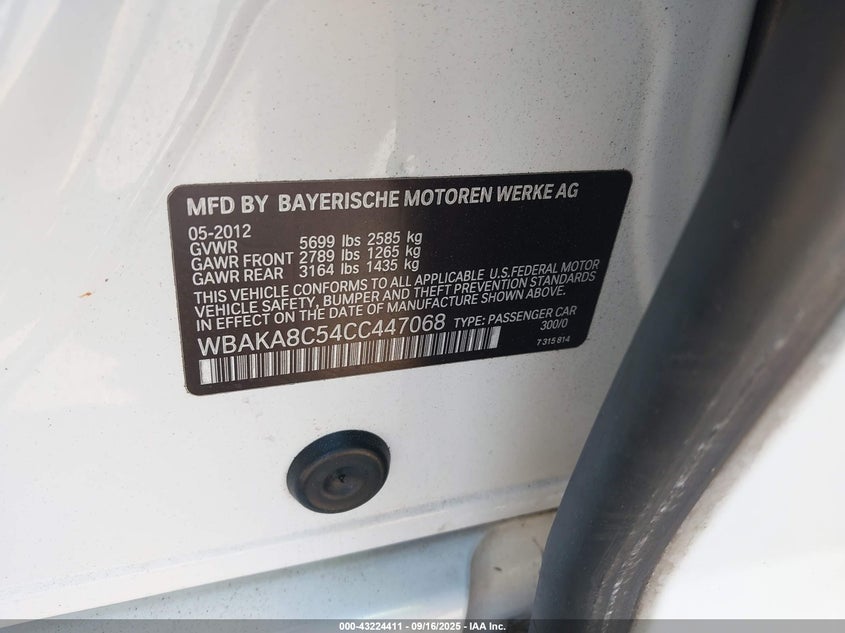 MFD BY BAYERISCHE MOTOREN WERKE AG
05-2012
GVWR 5699 lbs 2585 kg
GAWR FRONT 2789 lbs 1265 kg
GAWR REAR 3164 lbs 1435 kg
THIS VEHICLE CONFORMS TO ALL APPLICABLE U.S.FEDERAL MOTOR
VEHICLE SAFETY, BUMPER AND THEFT PREVENTION STANDARDS
IN EFFECT ON THE DATE OF MANUFACTURE SHOWN ABOVE.
WBAKA8C54CC447068 TYPE: PASSENGER CAR
300/0
7 315 814
000-43224411 - 09/16/2025 - IAA Inc.